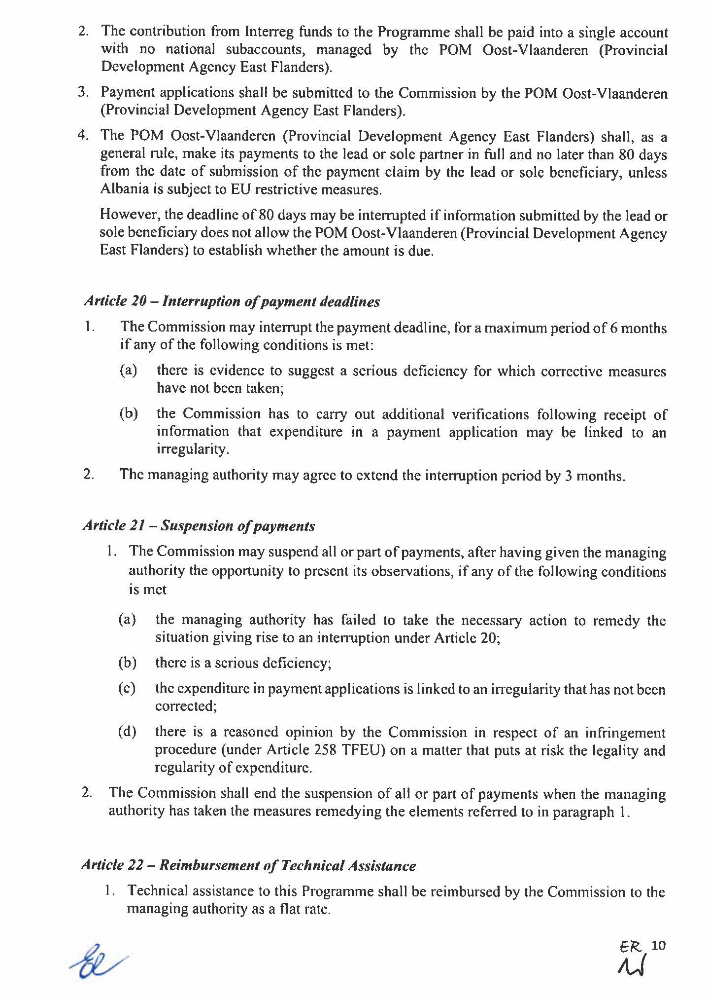 2. The contribution from Interreg funds to the Programme shall be paid into a single account
with no national subaccounts, managed by the POM Oost-Vlaanderen (Provincial
Development Agency East Flanders).
3. Payment applications shall be submitted to the Commission by the POM Oost-Vlaanderen
(Provincial Development Agency East Flanders).
4. The POM Oost-Vlaanderen (Provincial Development Agency East Flanders) shall, as a
general rule, make its payments to the lead or sole partner in full and no later than 80 days
from the date of submission of the payment claim by the lead or sole beneficiary, unless
Albania is subject to EU restrictive measures.
However, the deadline of 80 days may be interrupted if information submitted by the lead or
sole beneficiary does not allow the POM Oost-Vlaanderen (Provincial Development Agency
East Flanders) to establish whether the amount is due.
Article 20 – Interruption of payment deadlines
1. The Commission may interrupt the payment deadline, for a maximum period of 6 months
if any of the following conditions is met:
(a) there is evidence to suggest a serious deficiency for which corrective measures
have not been taken;
(b) the Commission has to carry out additional verifications following receipt of
information that expenditure in a payment application may be linked to an
irregularity.
2. The managing authority may agree to extend the interruption period by 3 months.
Article 21 – Suspension of payments
1. The Commission may suspend all or part of payments, after having given the managing
authority the opportunity to present its observations, if any of the following conditions
is met
(a) the managing authority has failed to take the necessary action to remedy the
situation giving rise to an interruption under Article 20;
(b) there is a serious deficiency;
(c) the expenditure in payment applications is linked to an irregularity that has not been
corrected;
(d) there is a reasoned opinion by the Commission in respect of an infringement
procedure (under Article 258 TFEU) on a matter that puts at risk the legality and
regularity of expenditure.
2. The Commission shall end the suspension of all or part of payments when the managing
authority has taken the measures remedying the elements referred to in paragraph 1.
Article 22 – Reimbursement of Technical Assistance
1. Technical assistance to this Programme shall be reimbursed by the Commission to the
managing authority as a flat rate.
ER 10